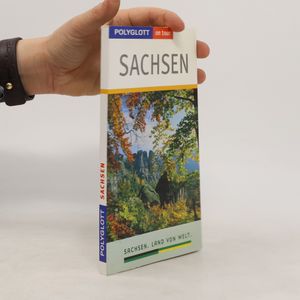 POLYGLOTT on tour
SACHSEN
SACHSEN. LAND VON WELT.
POLYGLOTT SACHSEN